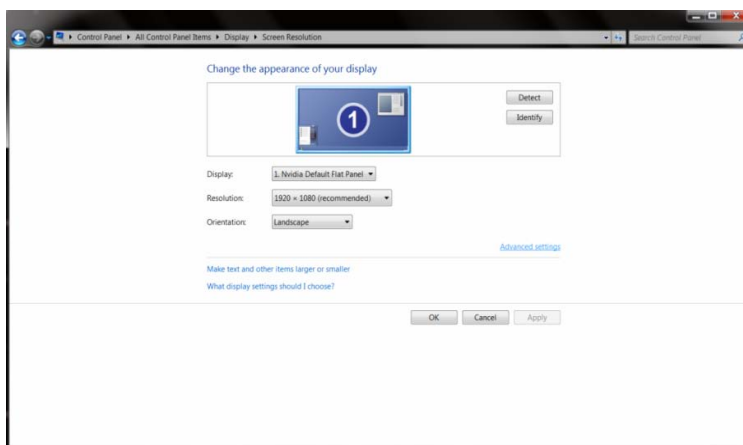 Control Panel ▸ All Control Panel Items ▸ Display ▸ Screen Resolution
Search Control Panel
Change the appearance of your display
1
Detect
Identify
Display: 1. Nvidia Default Flat Panel
Resolution: 1920 × 1080 (recommended)
Orientation: Landscape
Advanced settings
Make text and other items larger or smaller
What display settings should I choose?
OK Cancel Apply